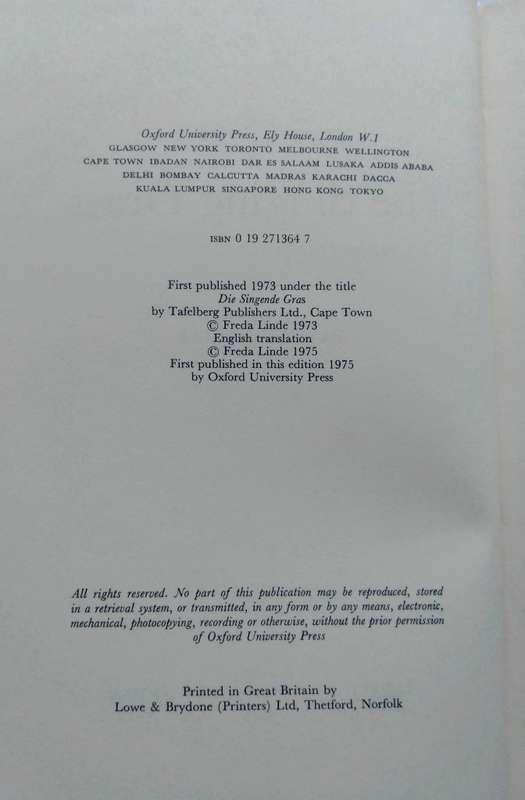 Oxford University Press, Ely House, London W.1
GLASGOW NEW YORK TORONTO MELBOURNE WELLINGTON
CAPE TOWN IBADAN NAIROBI DAR ES SALAAM LUSAKA ADDIS ABABA
DELHI BOMBAY CALCUTTA MADRAS KARACHI DACCA
KUALA LUMPUR SINGAPORE HONG KONG TOKYO
ISBN 0 19 271364 7
First published 1973 under the title
Die Singende Gras
by Tafelberg Publishers Ltd., Cape Town
© Freda Linde 1973
English translation
© Freda Linde 1975
First published in this edition 1975
by Oxford University Press
All rights reserved. No part of this publication may be reproduced, stored
in a retrieval system, or transmitted, in any form or by any means, electronic,
mechanical, photocopying, recording or otherwise, without the prior permission
of Oxford University Press
Printed in Great Britain by
Lowe & Brydone (Printers) Ltd, Thetford, Norfolk